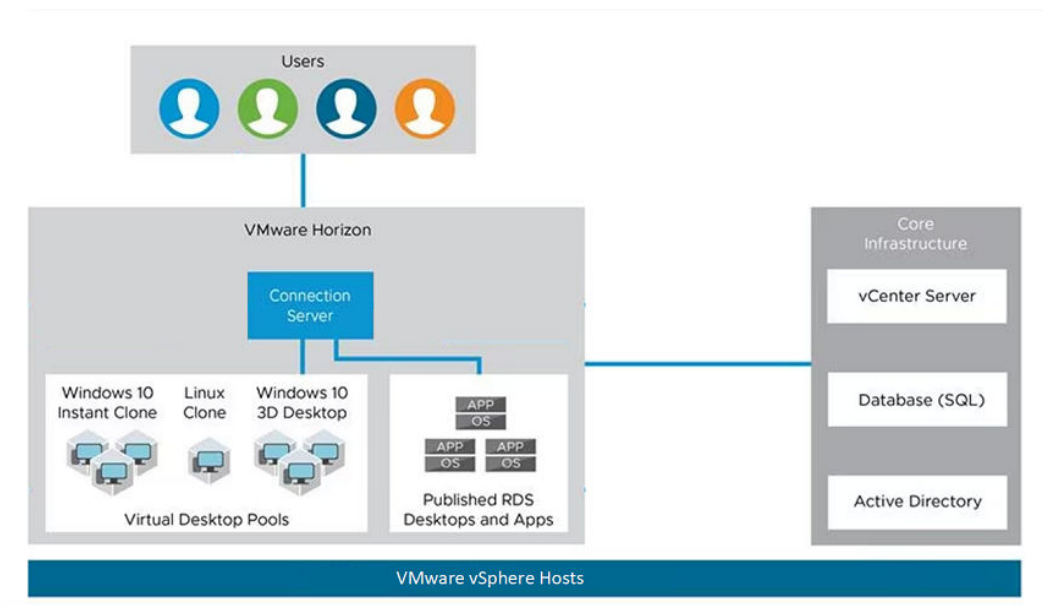 Users
VMware Horizon
Connection
Server
Windows 10
Instant Clone
Linux
Clone
Windows 10
3D Desktop
Virtual Desktop Pools
APP
OS
APP
OS
APP
OS
Published RDS
Desktops and Apps
Core
Infrastructure
vCenter Server
Database (SQL)
Active Directory
VMware vSphere Hosts